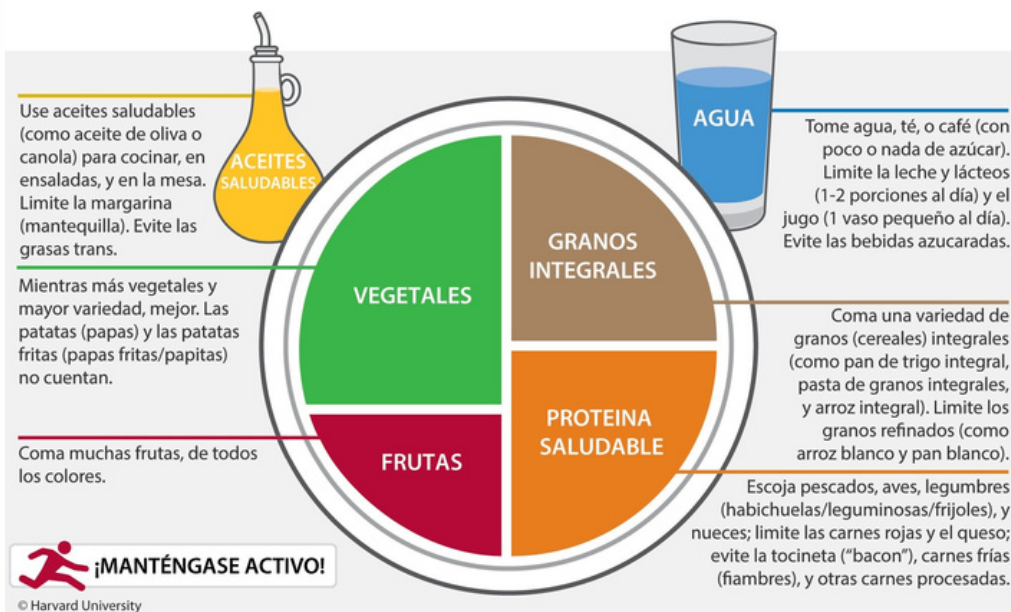 Use aceites saludables
(como aceite de oliva o
canola) para cocinar, en
ensaladas, y en la mesa.
Limite la margarina
(mantequilla). Evite las
grasas trans.
ACEITES
SALUDABLES
AGUA
Tome agua, té, o café (con
poco o nada de azúcar).
Limite la leche y lácteos
(1-2 porciones al día) y el
jugo (1 vaso pequeño al día).
Evite las bebidas azucaradas.
Mientras más vegetales y
mayor variedad, mejor. Las
patatas (papas) y las patatas
fritas (papas fritas/papitas)
no cuentan.
VEGETALES
GRANOS
INTEGRALES
Coma una variedad de
granos (cereales) integrales
(como pan de trigo integral,
pasta de granos integrales,
y arroz integral). Limite los
granos refinados (como
arroz blanco y pan blanco).
Coma muchas frutas, de todos
los colores.
FRUTAS
PROTEINA
SALUDABLE
Escoja pescados, aves, legumbres
(habichuelas/leguminosas/frijoles), y
nueces; limite las carnes rojas y el queso;
evite la tocineta (“bacon”), carnes frías
(fiambres), y otras carnes procesadas.
¡MANTÉNGASE ACTIVO!
© Harvard University